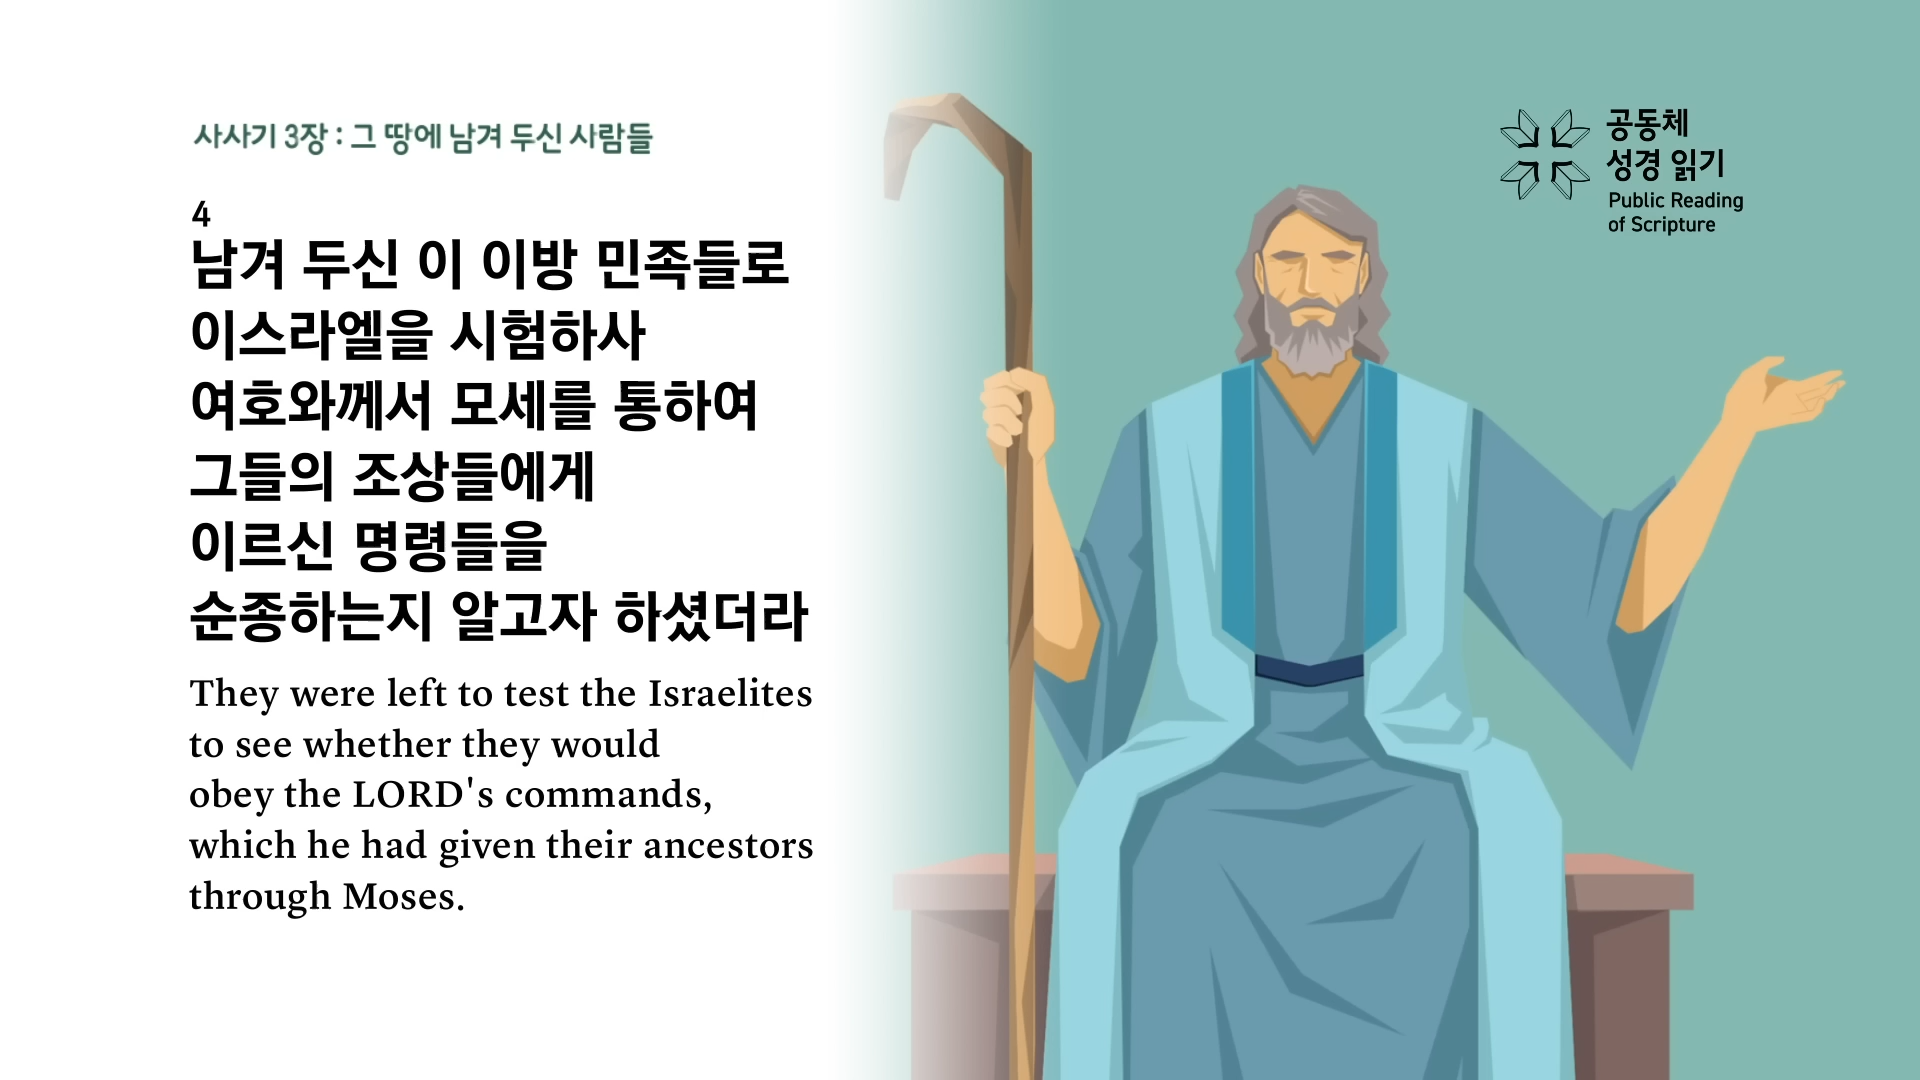 사사기 3장 : 그 땅에 남겨 두신 사람들
4
남겨 두신 이 이방 민족들로
이스라엘을 시험하사
여호와께서 모세를 통하여
그들의 조상들에게
이르신 명령들을
순종하는지 알고자 하셨더라
They were left to test the Israelites
to see whether they would
obey the LORD's commands,
which he had given their ancestors
through Moses.
공동체
성경 읽기
Public Reading
of Scripture